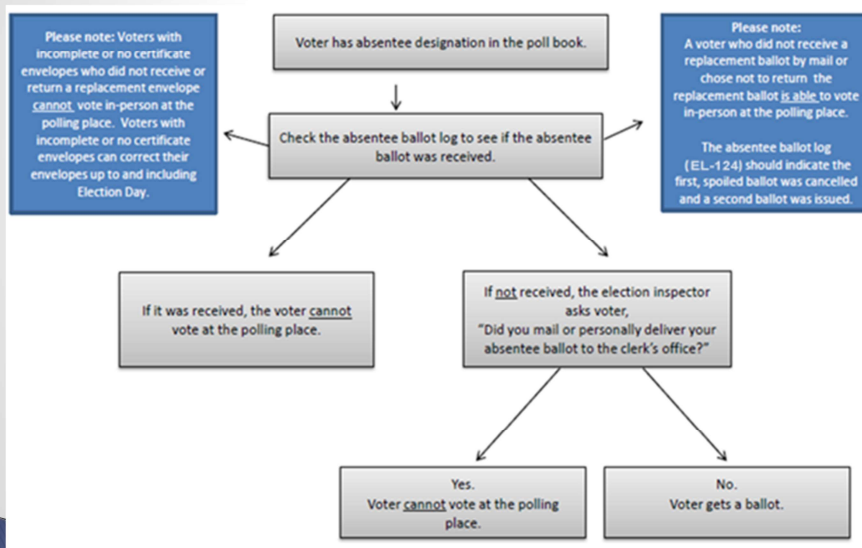 Please note: Voters with
incomplete or no certificate
envelopes who did not receive or
return a replacement envelope
cannot vote in-person at the
polling place. Voters with
incomplete or no certificate
envelopes can correct their
envelopes up to and including
Election Day.
Voter has absentee designation in the poll book.
Please note:
A voter who did not receive a
replacement ballot by mail or
chose not to return the
replacement ballot is able to vote
in-person at the polling place.
The absentee ballot log
(EL-124) should indicate the
first, spoiled ballot was cancelled
and a second ballot was issued.
Check the absentee ballot log to see if the absentee
ballot was received.
If it was received, the voter cannot
vote at the polling place.
If not received, the election inspector
asks voter,
“Did you mail or personally deliver your
absentee ballot to the clerk’s office?”
Yes.
Voter cannot vote at the polling
place.
No.
Voter gets a ballot.